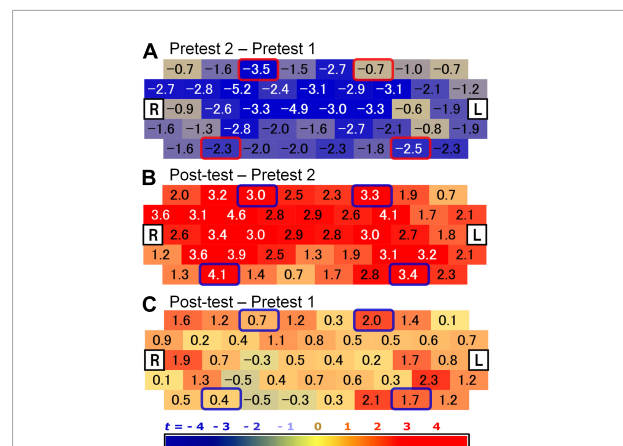 A Pretest 2 – Pretest 1
−0.7 −1.6 −3.5 −1.5 −2.7 −0.7 −1.0 −0.7
−2.7 −2.8 −5.2 −2.4 −3.1 −2.9 −3.1 −2.1 −1.2
R −0.9 −2.6 −3.3 −4.9 −3.0 −3.3 −0.6 −1.9 L
−1.6 −1.3 −2.8 −2.0 −1.6 −2.7 −2.1 −0.8 −1.9
−1.6 −2.3 −2.0 −2.0 −2.3 −1.8 −2.5 −2.3
B Post-test – Pretest 2
2.0 3.2 3.0 2.5 2.3 3.3 1.9 0.7
3.6 3.1 4.6 2.8 2.9 2.6 4.1 1.7 2.1
R 2.6 3.4 3.0 2.9 2.8 3.0 2.7 1.8 L
1.2 3.6 3.9 2.5 1.3 1.9 3.1 3.2 2.1
1.3 4.1 1.4 0.7 1.7 2.8 3.4 2.3
C Post-test – Pretest 1
1.6 1.2 0.7 1.2 0.3 2.0 1.4 0.1
0.9 0.2 0.4 1.1 0.8 0.5 0.5 0.6 0.7
R 1.9 0.7 −0.3 0.5 0.4 0.2 1.7 0.8 L
0.1 1.3 −0.5 0.4 0.7 0.6 0.3 2.3 1.2
0.5 0.4 −0.5 −0.3 0.3 2.1 1.7 1.2
t = - 4 - 3 - 2 - 1 0 1 2 3 4